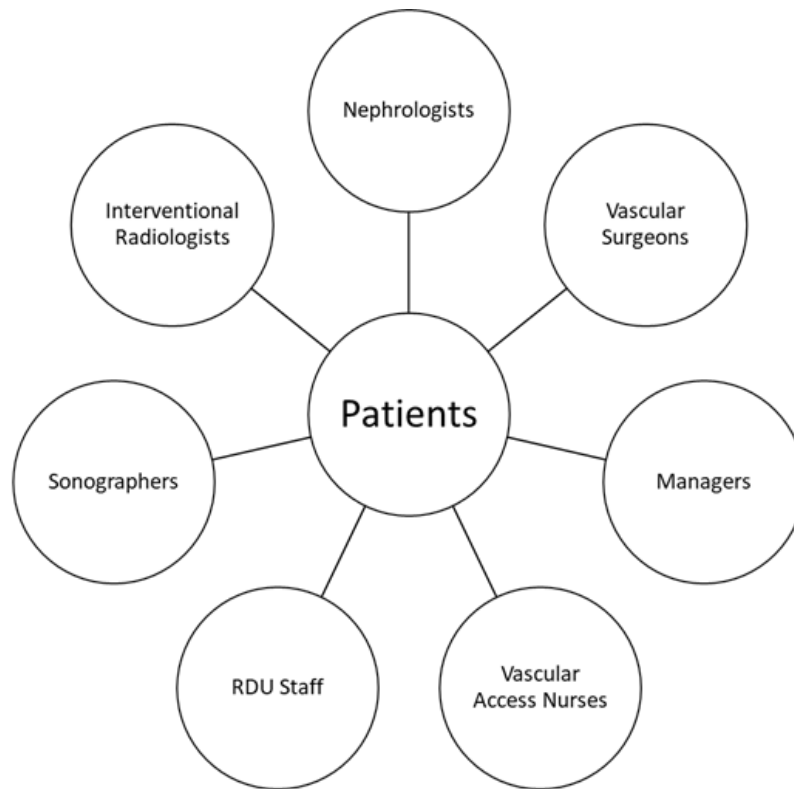 Nephrologists
Interventional
Radiologists
Vascular
Surgeons
Patients
Sonographers
Managers
RDU Staff
Vascular
Access Nurses